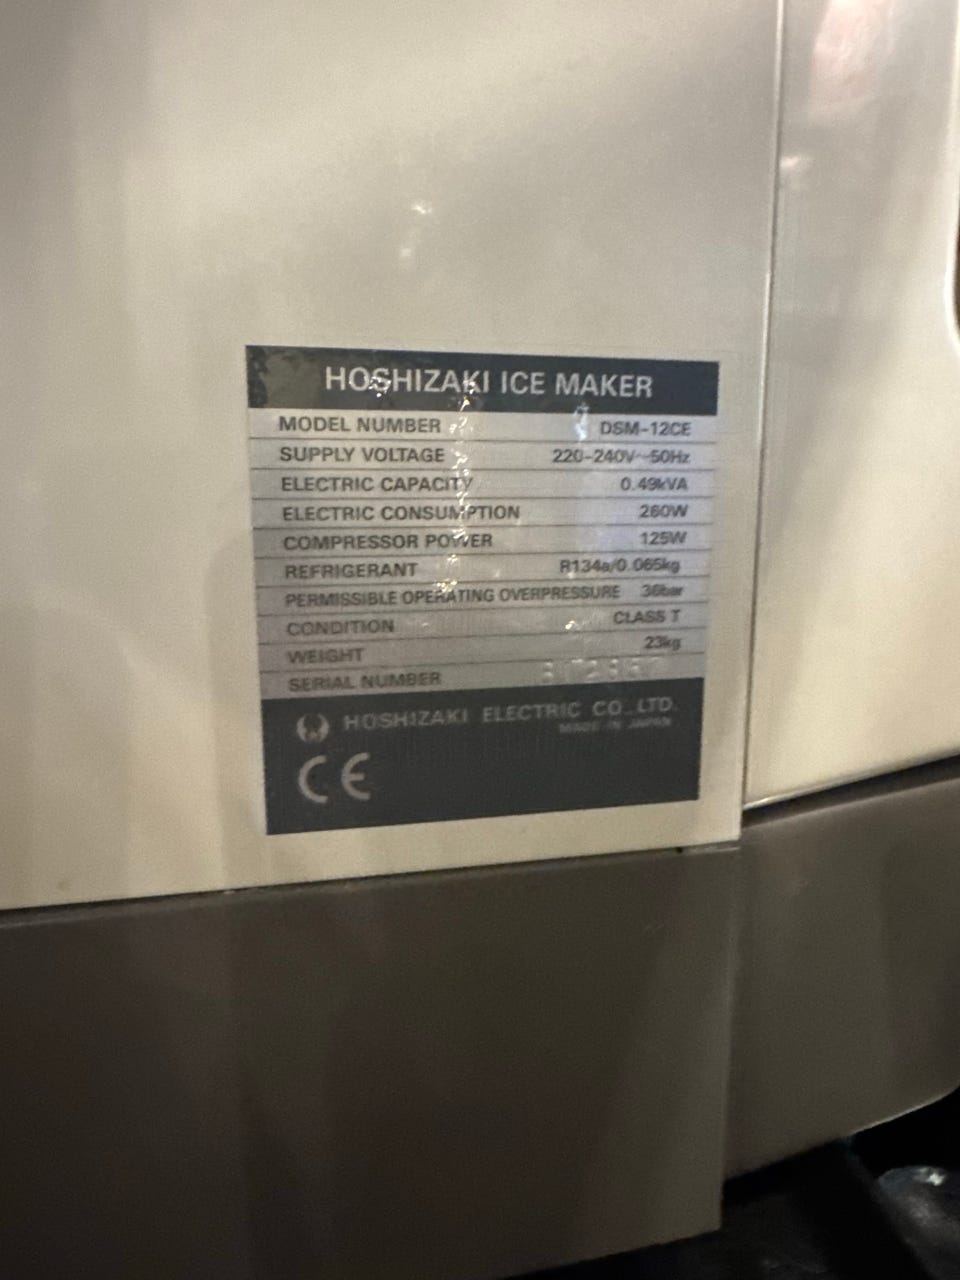 HOSHIZAKI ICE MAKER
MODEL NUMBER DSM-12CE
SUPPLY VOLTAGE 220-240V~50Hz
ELECTRIC CAPACITY 0.49kVA
ELECTRIC CONSUMPTION 260W
COMPRESSOR POWER 125W
REFRIGERANT R134a/0.065kg
PERMISSIBLE OPERATING OVERPRESSURE 36bar
CONDITION CLASS T
WEIGHT 23kg
SERIAL NUMBER
HOSHIZAKI ELECTRIC CO.,LTD.
MADE IN JAPAN
CE